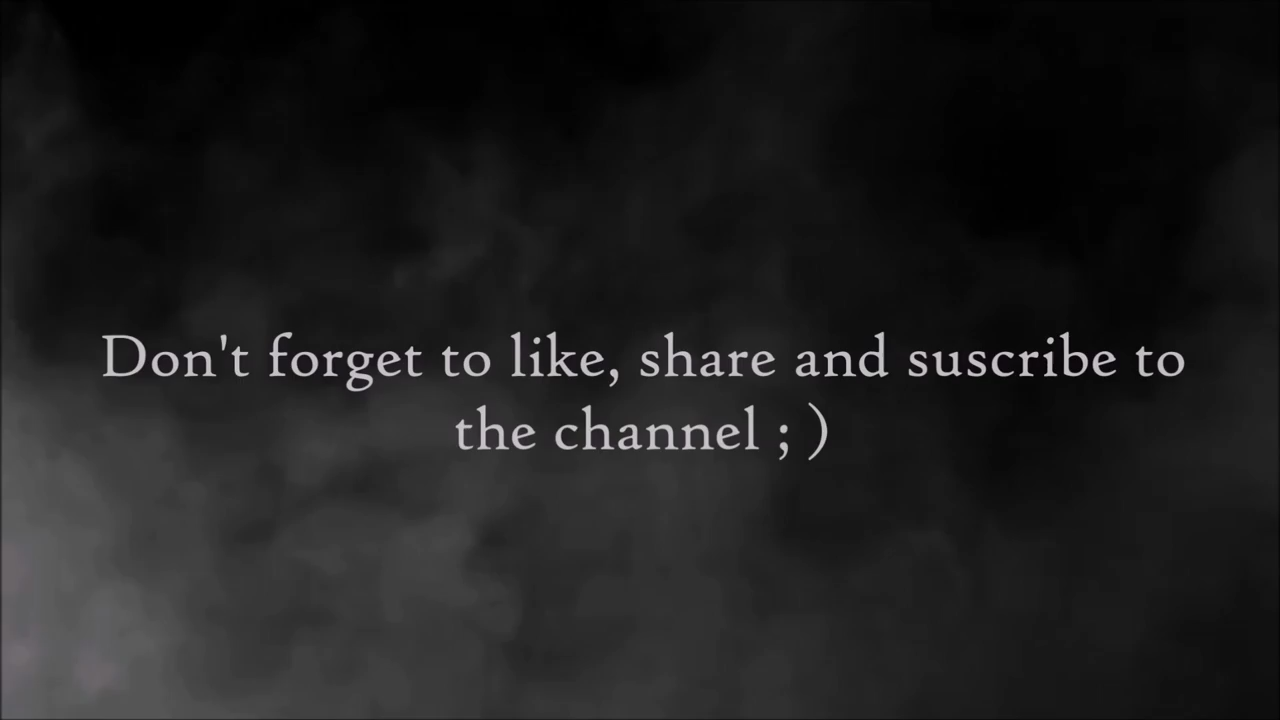 Don't forget to like, share and suscribe to
the channel ; )